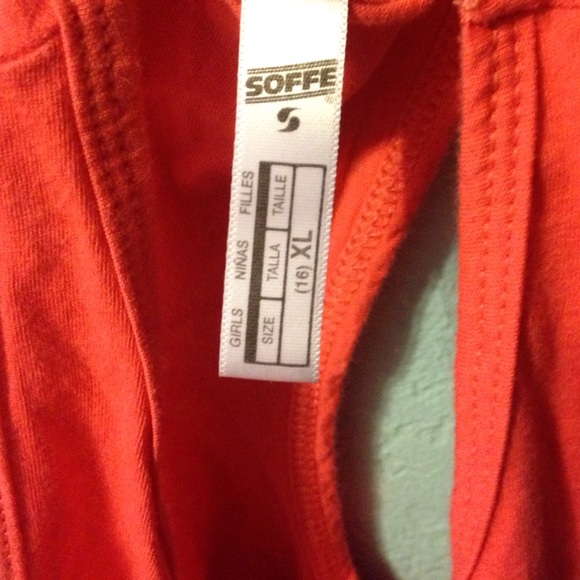 SOFFE
®
S
GIRLS NIÑAS FILLES
SIZE TALLA TAILLE
(16) XL